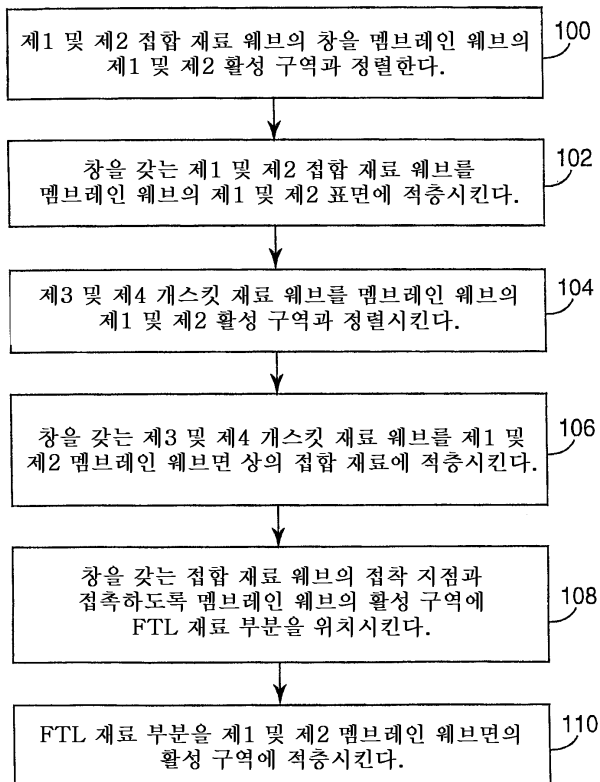 제1 및 제2 접합 재료 웨브의 창을 멤브레인 웨브의
제1 및 제2 활성 구역과 정렬한다.
100
창을 갖는 제1 및 제2 접합 재료 웨브를
멤브레인 웨브의 제1 및 제2 표면에 적층시킨다.
102
제3 및 제4 개스킷 재료 웨브를 멤브레인 웨브의
제1 및 제2 활성 구역과 정렬시킨다.
104
창을 갖는 제3 및 제4 개스킷 재료 웨브를 제1 및
제2 멤브레인 웨브면 상의 접합 재료에 적층시킨다.
106
창을 갖는 접합 재료 웨브의 접착 지점과
접촉하도록 멤브레인 웨브의 활성 구역에
FTL 재료 부분을 위치시킨다.
108
FTL 재료 부분을 제1 및 제2 멤브레인 웨브면의
활성 구역에 적층시킨다.
110